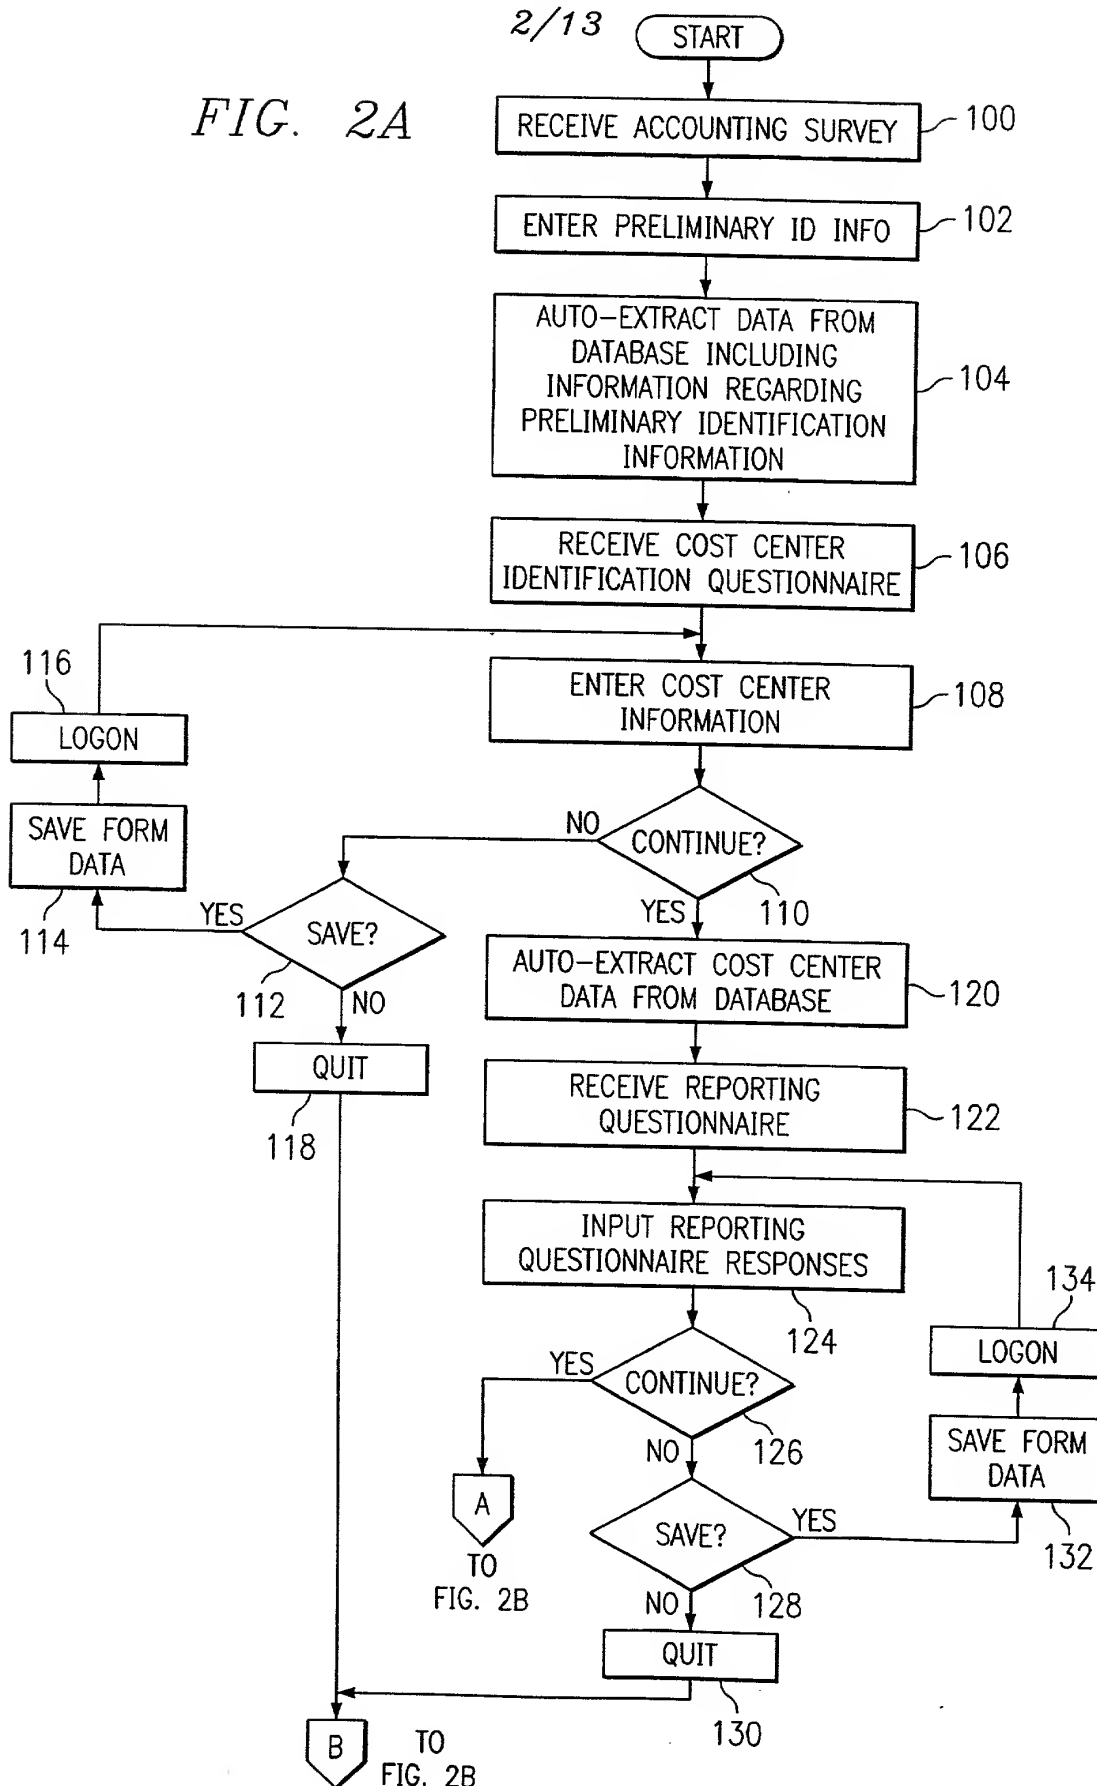 2/13
START
FIG. 2A
RECEIVE ACCOUNTING SURVEY
100
ENTER PRELIMINARY ID INFO
102
AUTO-EXTRACT DATA FROM
DATABASE INCLUDING
INFORMATION REGARDING
PRELIMINARY IDENTIFICATION
INFORMATION
104
RECEIVE COST CENTER
IDENTIFICATION QUESTIONNAIRE
106
116
LOGON
ENTER COST CENTER
INFORMATION
108
SAVE FORM
DATA
114
NO
CONTINUE?
110
YES
YES
SAVE?
112
NO
AUTO-EXTRACT COST CENTER
DATA FROM DATABASE
120
QUIT
118
RECEIVE REPORTING
QUESTIONNAIRE
122
INPUT REPORTING
QUESTIONNAIRE RESPONSES
124
134
LOGON
YES
CONTINUE?
126
NO
SAVE FORM
DATA
132
A
TO
FIG. 2B
SAVE?
YES
128
NO
QUIT
130
B
TO
FIG. 2B